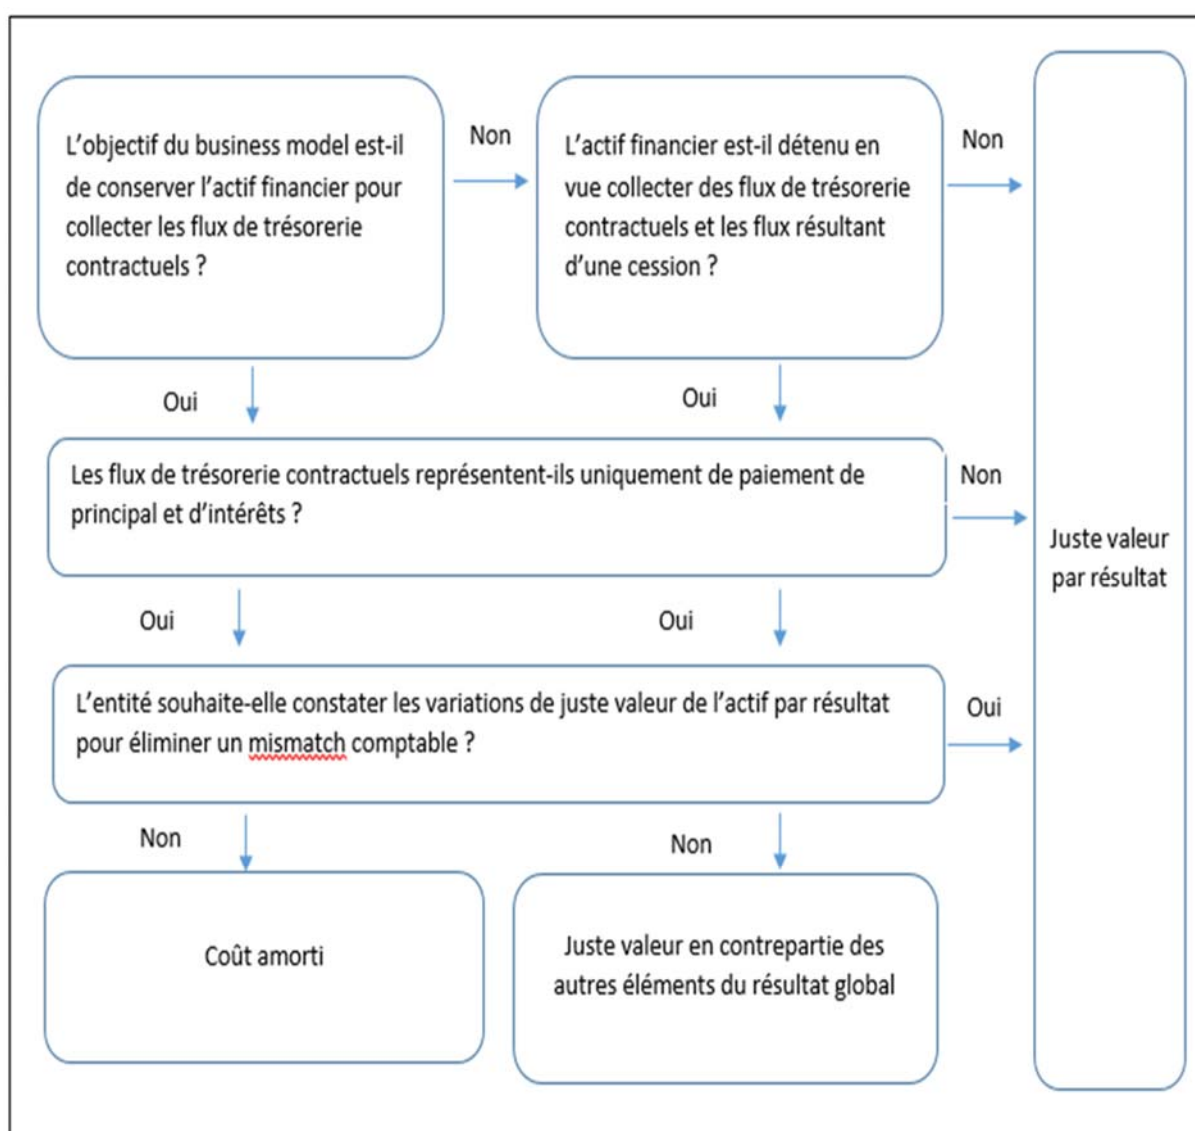 L'objectif du business model est-il
de conserver l'actif financier pour
collecter les flux de trésorerie
contractuels ?
Non
L'actif financier est-il détenu en
vue collecter des flux de trésorerie
contractuels et les flux résultant
d'une cession ?
Non
Oui
Oui
Les flux de trésorerie contractuels représentent-ils uniquement de paiement de
principal et d'intérêts ?
Non
Juste valeur
par résultat
Oui
Oui
L'entité souhaite-elle constater les variations de juste valeur de l'actif par résultat
pour éliminer un mismatch comptable ?
Oui
Non
Non
Coût amorti
Juste valeur en contrepartie des
autres éléments du résultat global